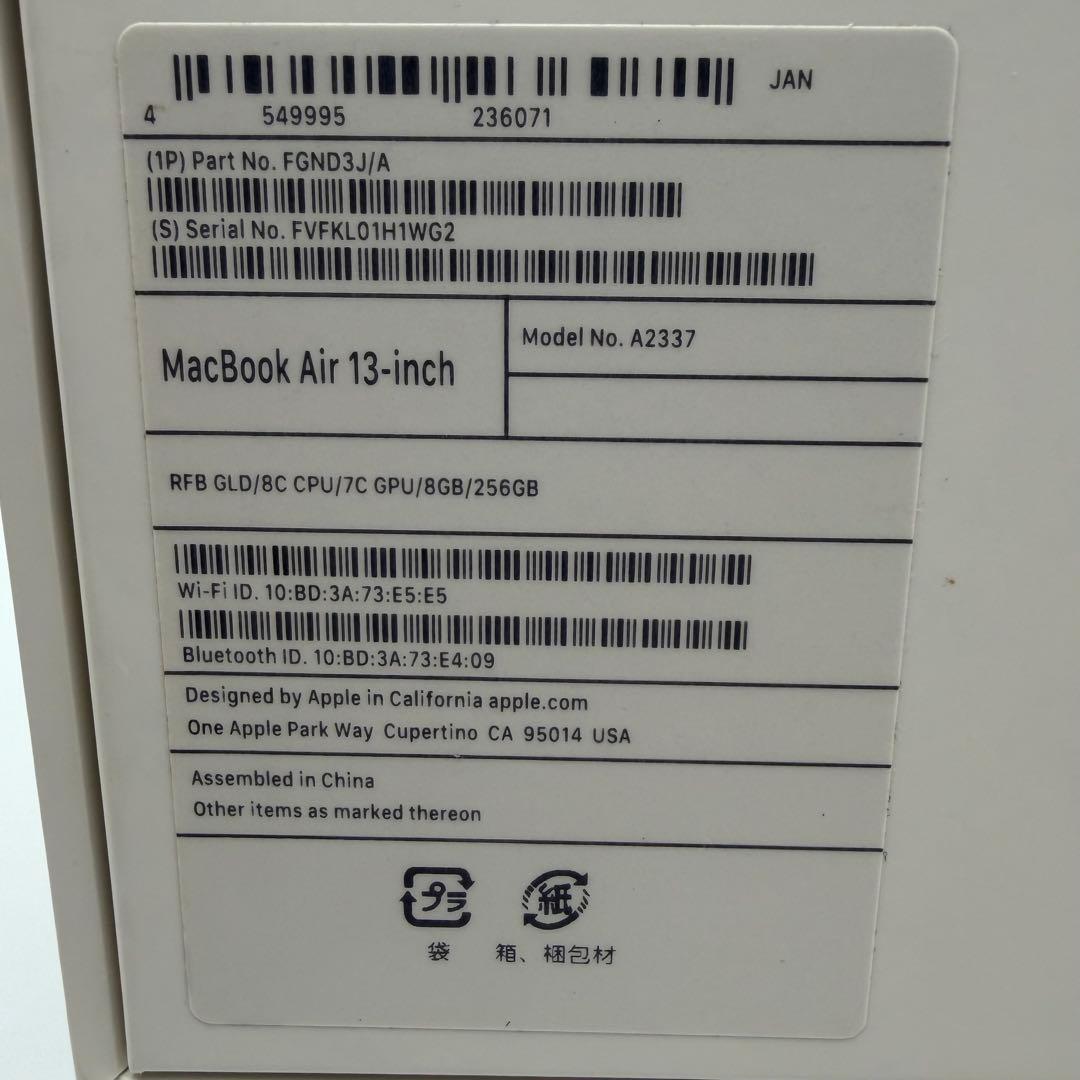 JAN
4 549995 236071
(1P) Part No. FGND3J/A
(S) Serial No. FVFKL01H1WG2
MacBook Air 13-inch
Model No. A2337
RFB GLD/8C CPU/7C GPU/8GB/256GB
Wi-Fi ID. 10:BD:3A:73:E5:E5
Bluetooth ID. 10:BD:3A:73:E4:09
Designed by Apple in California apple.com
One Apple Park Way Cupertino CA 95014 USA
Assembled in China
Other items as marked thereon
プラ 紙
袋 箱、梱包材